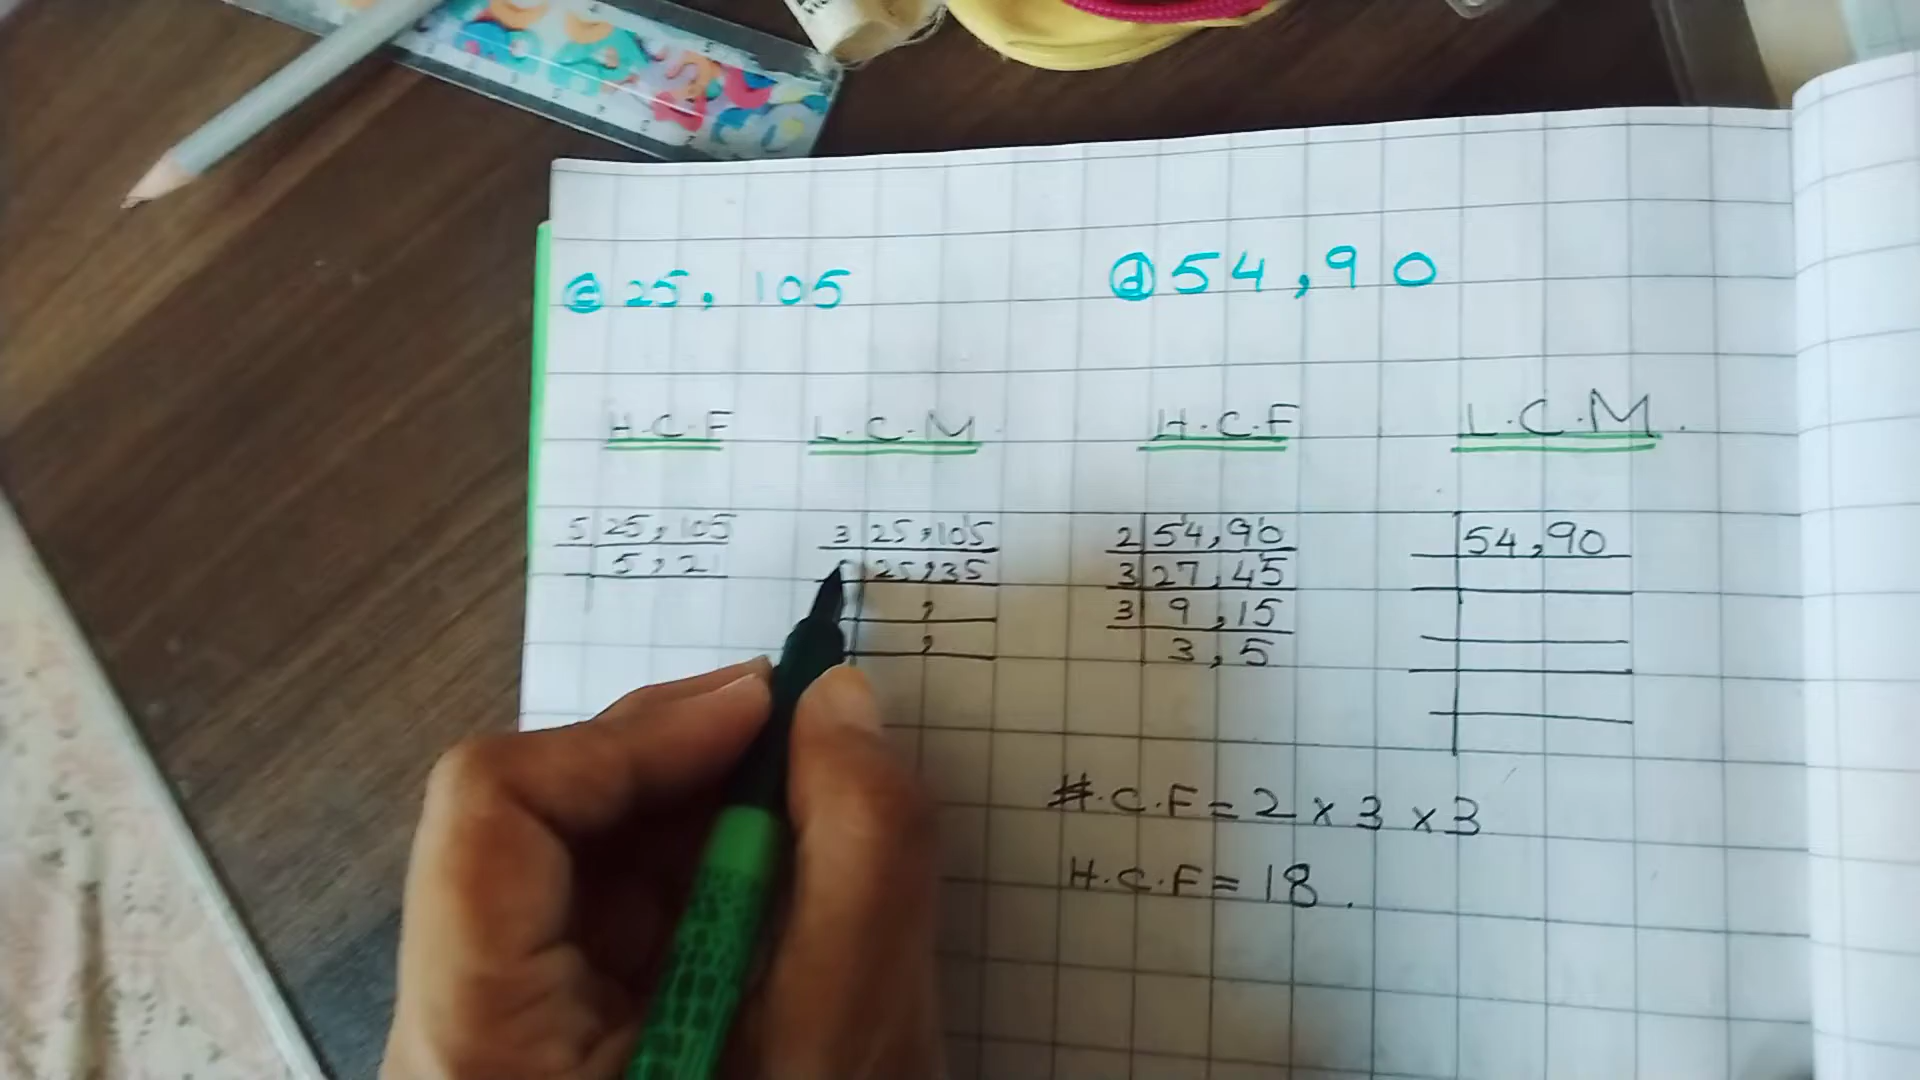 c 25, 105
d 54, 90
H.C.F
L.C.M.
H.C.F
L.C.M.
5 25, 105
5, 21
3 25, 105
5 25, 35
,
,
2 54, 90
3 27, 45
3 9, 15
3, 5
54, 90
H.C.F = 2 x 3 x 3
H.C.F = 18.